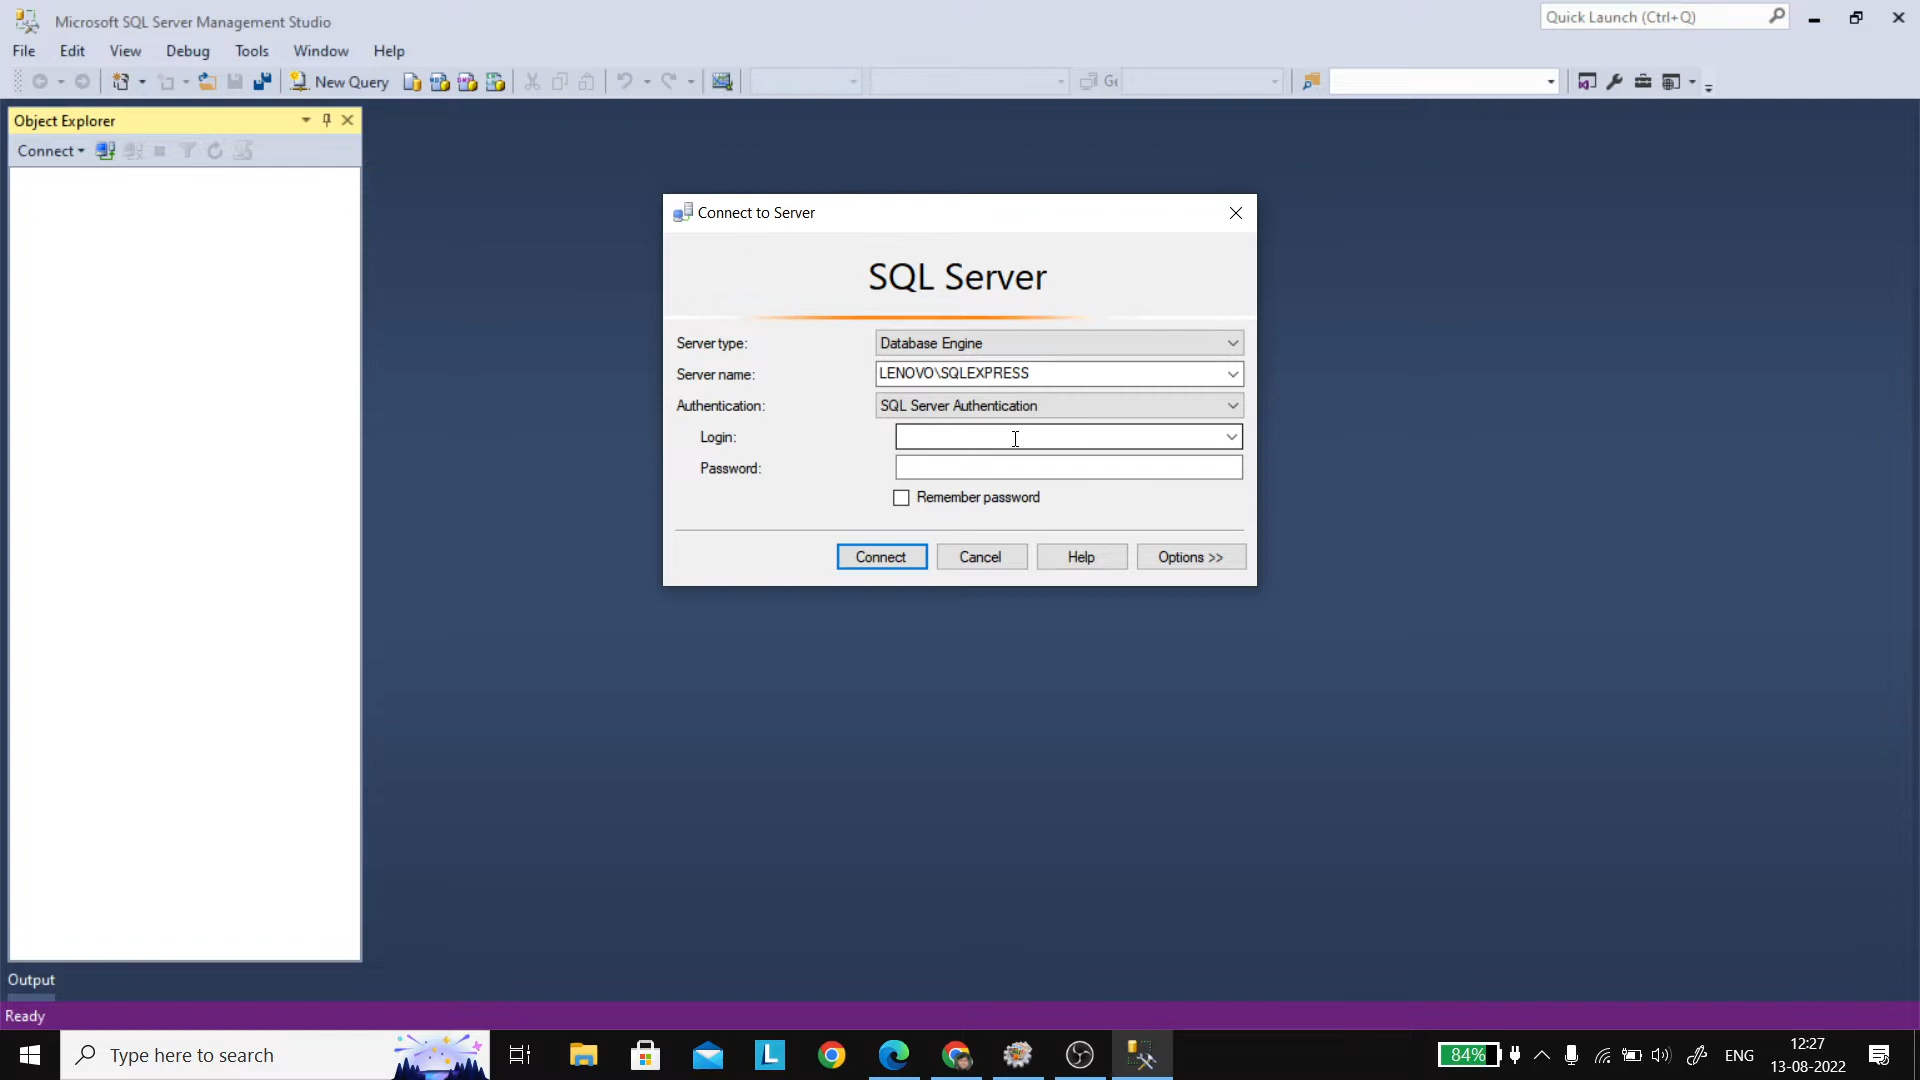 Microsoft SQL Server Management Studio
Quick Launch (Ctrl+Q)
File Edit View Debug Tools Window Help
New Query
Object Explorer
Connect
Connect to Server
SQL Server
Server type: Database Engine
Server name: LENOVO\SQLEXPRESS
Authentication: SQL Server Authentication
Login:
Password:
Remember password
Connect Cancel Help Options >>
Output
Ready
Type here to search
84%
ENG
12:27
13-08-2022